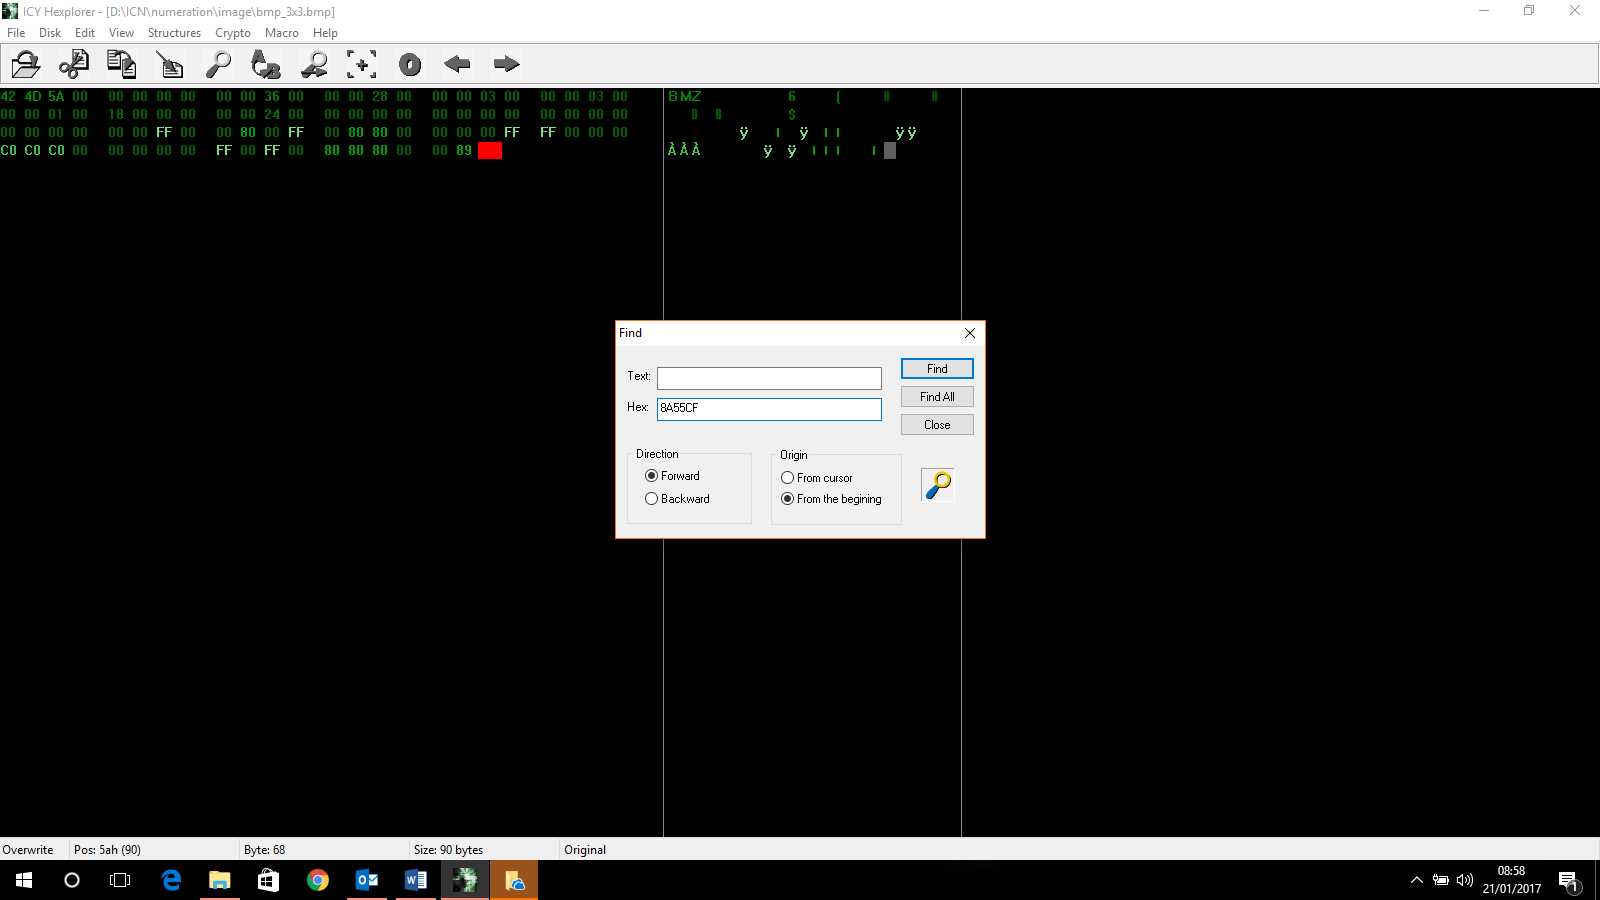 ICY Hexplorer - [D:\ICN\numeration\image\bmp_3x3.bmp]
File Disk Edit View Structures Crypto Macro Help
42 4D 5A 00 00 00 00 00 00 00 36 00 00 00 28 00 00 00 03 00 00 00 03 00 BMZ 6 (
00 00 01 00 18 00 00 00 00 00 24 00 00 00 00 00 00 00 00 00 00 00 00 00 $
00 00 00 00 00 00 FF 00 00 80 00 FF 00 80 80 00 00 00 00 FF FF 00 00 00 ÿ ÿ ÿÿ
C0 C0 C0 00 00 00 00 00 FF 00 FF 00 80 80 80 00 00 89 ÀÀÀ ÿ ÿ
Find
Text:
Find
Hex: 8A55CF
Find All
Close
Direction
Forward
Backward
Origin
From cursor
From the begining
Overwrite Pos: 5ah (90) Byte: 68 Size: 90 bytes Original
08:58
21/01/2017
1